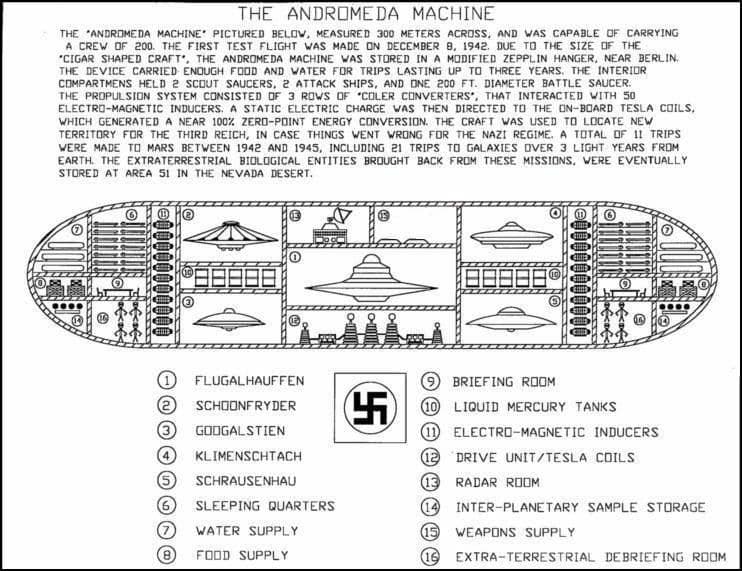 THE ANDROMEDA MACHINE
THE "ANDROMEDA MACHINE" PICTURED BELOW, MEASURED 300 METERS ACROSS, AND WAS CAPABLE OF CARRYING
A CREW OF 200. THE FIRST TEST FLIGHT WAS MADE ON DECEMBER 8, 1942. DUE TO THE SIZE OF THE
"CIGAR SHAPED CRAFT", THE ANDROMEDA MACHINE WAS STORED IN A MODIFIED ZEPPLIN HANGER, NEAR BERLIN.
THE DEVICE CARRIED ENOUGH FOOD AND WATER FOR TRIPS LASTING UP TO THREE YEARS. THE INTERIOR
COMPARTMENS HELD 2 SCOUT SAUCERS, 2 ATTACK SHIPS, AND ONE 200 FT. DIAMETER BATTLE SAUCER.
THE PROPULSION SYSTEM CONSISTED OF 3 ROWS OF "COLER CONVERTERS", THAT INTERACTED WITH 50
ELECTRO-MAGNETIC INDUCERS. A STATIC ELECTRIC CHARGE WAS THEN DIRECTED TO THE ON-BOARD TESLA COILS,
WHICH GENERATED A NEAR 100% ZERO-POINT ENERGY CONVERSION. THE CRAFT WAS USED TO LOCATE NEW
TERRITORY FOR THE THIRD REICH, IN CASE THINGS WENT WRONG FOR THE NAZI REGIME. A TOTAL OF 11 TRIPS
WERE MADE TO MARS BETWEEN 1942 AND 1945, INCLUDING 21 TRIPS TO GALAXIES OVER 3 LIGHT YEARS FROM
EARTH. THE EXTRATERRESTRIAL BIOLOGICAL ENTITIES BROUGHT BACK FROM THESE MISSIONS, WERE EVENTUALLY
STORED AT AREA 51 IN THE NEVADA DESERT.
7 6 11 2 13 15 4 11 6 7
1
8 9 10 10 9 8
3 12 5
14 16 16 14
1 FLUGALHAUFFEN
2 SCHOONFRYDER
3 GOOGALSTIEN
4 KLIMENSCHTACH
5 SCHRAUSENHAU
6 SLEEPING QUARTERS
7 WATER SUPPLY
8 FOOD SUPPLY
9 BRIEFING ROOM
10 LIQUID MERCURY TANKS
11 ELECTRO-MAGNETIC INDUCERS
12 DRIVE UNIT/TESLA COILS
13 RADAR ROOM
14 INTER-PLANETARY SAMPLE STORAGE
15 WEAPONS SUPPLY
16 EXTRA-TERRESTRIAL DEBRIEFING ROOM